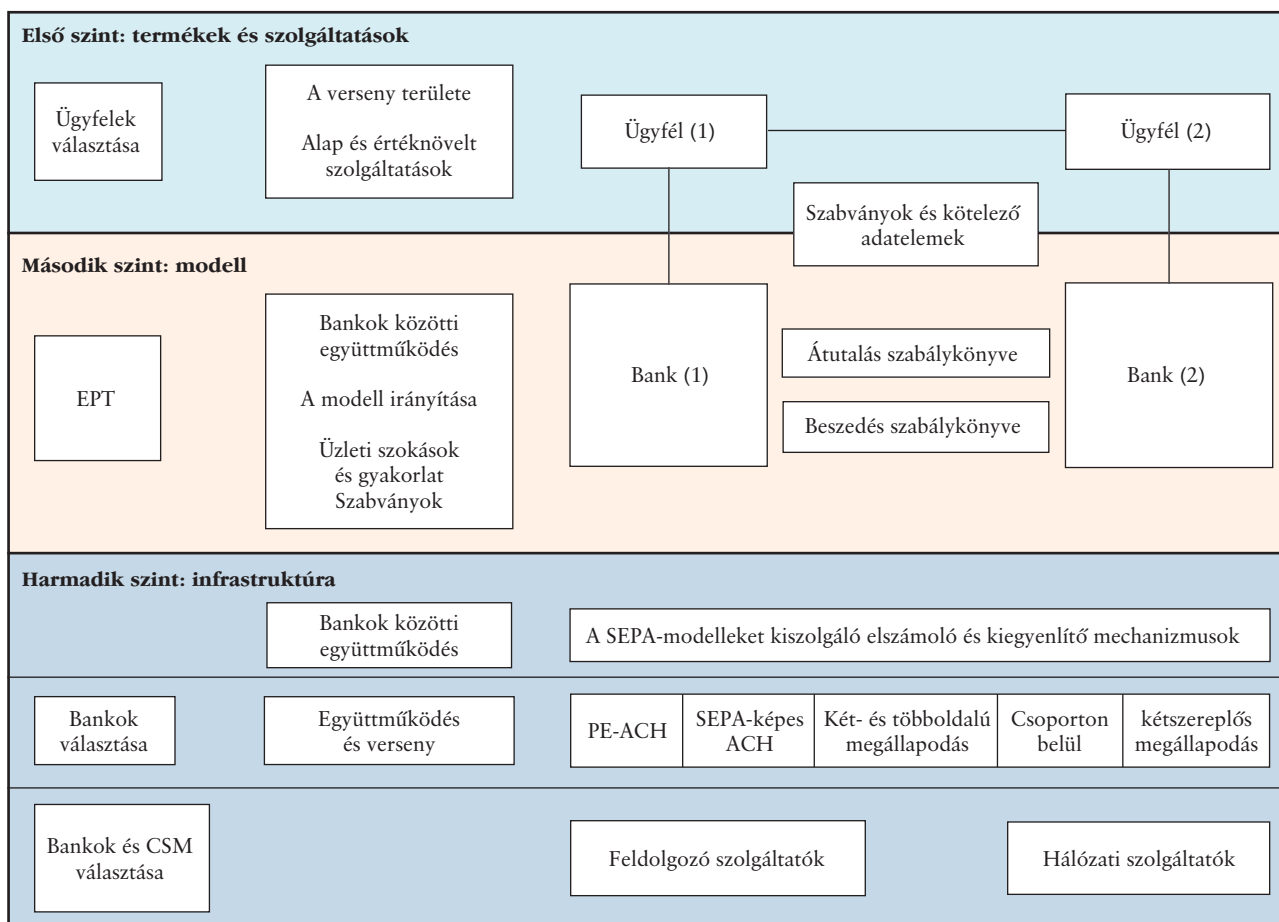 Első szint: termékek és szolgáltatások
Ügyfelek
választása
A verseny területe
Alap és értéknövelt
szolgáltatások
Ügyfél (1)
Ügyfél (2)
Szabványok és kötelező
adatelemek
Második szint: modell
EPT
Bankok közötti
együttműködés
A modell irányítása
Üzleti szokások
és gyakorlat
Szabványok
Bank (1)
Átutalás szabálykönyve
Beszedés szabálykönyve
Bank (2)
Harmadik szint: infrastruktúra
Bankok közötti
együttműködés
A SEPA-modelleket kiszolgáló elszámoló és kiegyenlítő mechanizmusok
Bankok
választása
Együttműködés
és verseny
PE-ACH
SEPA-képes
ACH
Két- és többoldalú
megállapodás
Csoporton
belül
kétszereplős
megállapodás
Bankok és CSM
választása
Feldolgozó szolgáltatók
Hálózati szolgáltatók